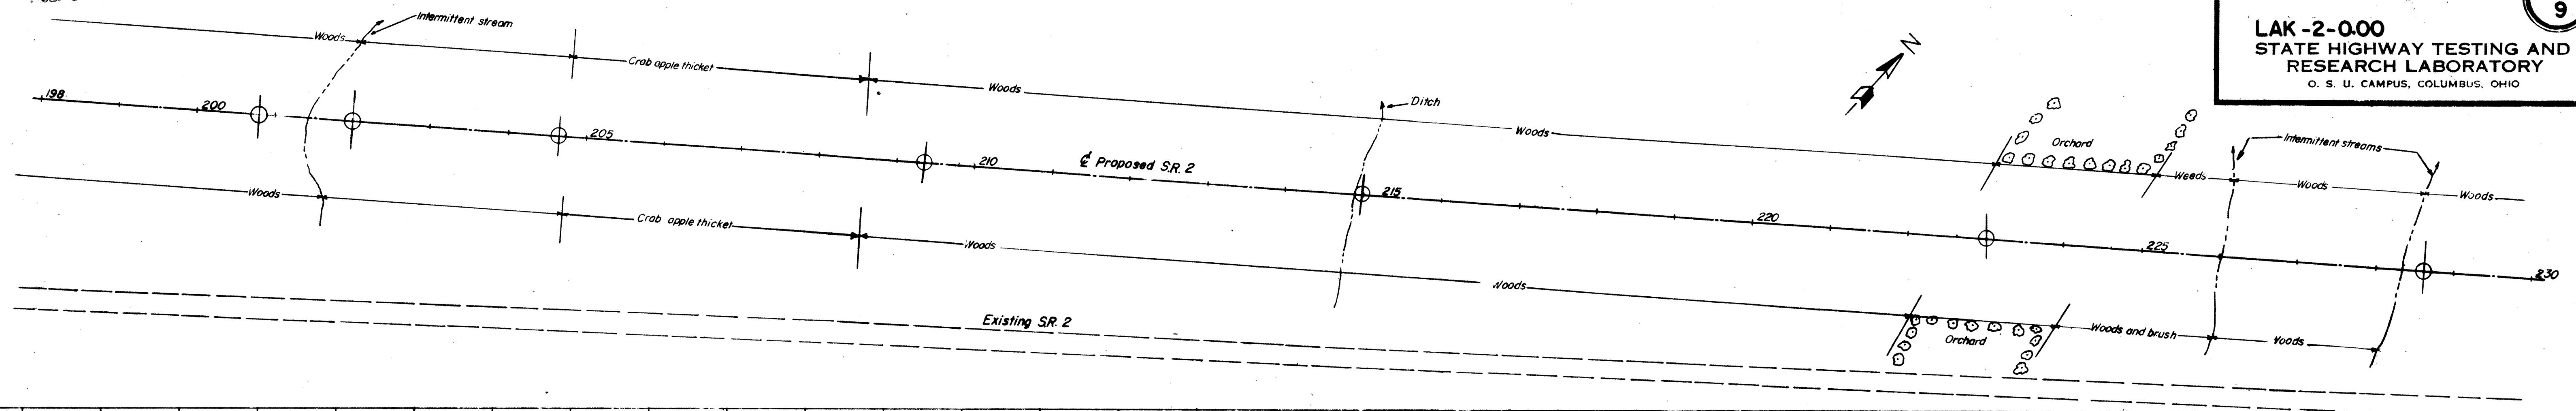 9
LAK-2-0.00
STATE HIGHWAY TESTING AND
RESEARCH LABORATORY
O. S. U. CAMPUS, COLUMBUS, OHIO
N
Woods
Intermittent stream
Crab apple thicket
Woods
Ditch
Woods
Orchard
Weeds
Intermittent streams
Woods
Woods
198
200
205
210
℄ Proposed S.R. 2
215
220
225
230
Woods
Crab apple thicket
Woods
Woods
Orchard
Woods and brush
Woods
Existing S.R. 2